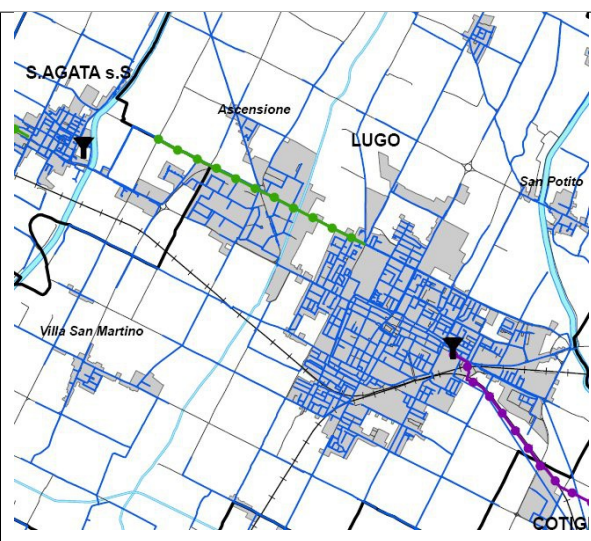 S.AGATA s.S
Ascensione
LUGO
San Potito
Villa San Martino
COTIG